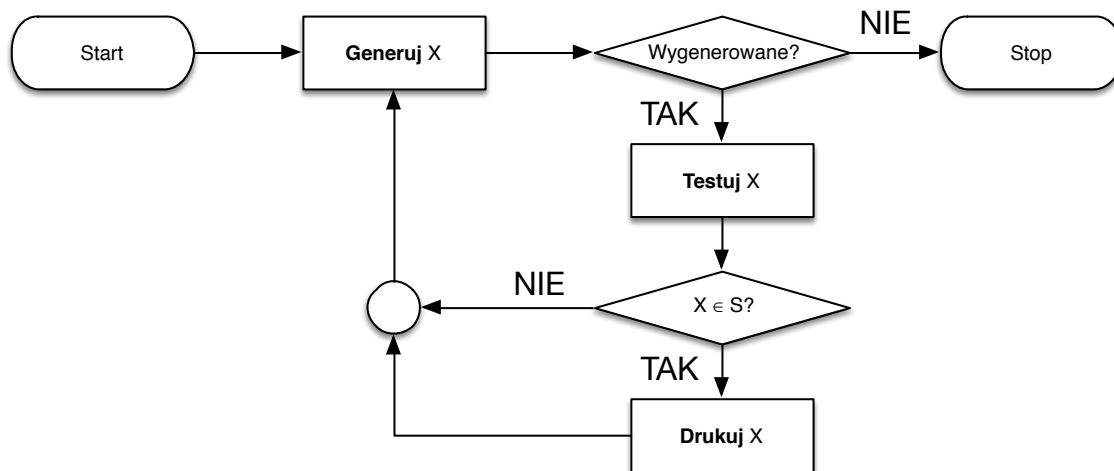 Start
Generuj X
Wygenerowane?
NIE
Stop
TAK
Testuj X
NIE
X ∈ S?
TAK
Drukuj X